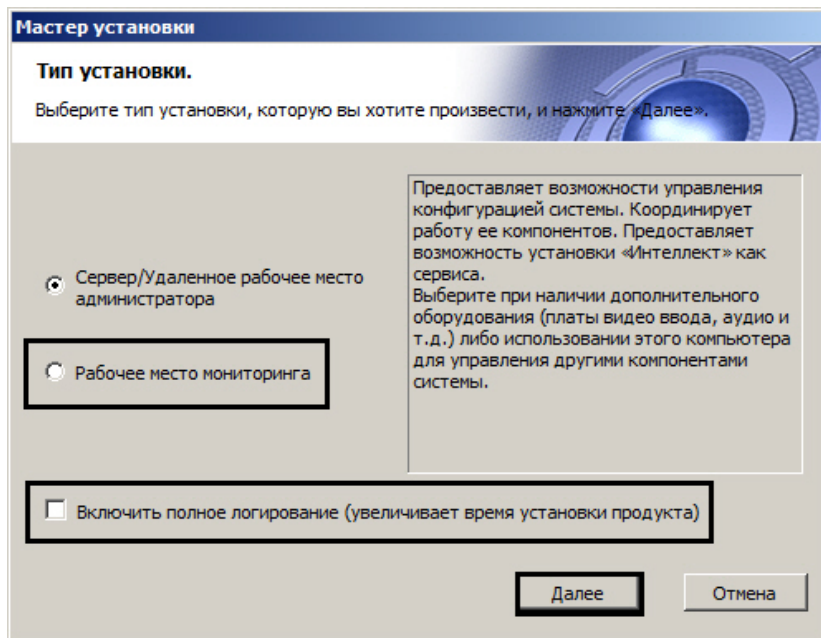 Мастер установки
Тип установки.
Выберите тип установки, которую вы хотите произвести, и нажмите «Далее».
Предоставляет возможности управления
конфигурацией системы. Координирует
работу ее компонентов. Предоставляет
возможность установки «Интеллект» как
сервиса.
Выберите при наличии дополнительного
оборудования (платы видео ввода, аудио и
т.д.) либо использовании этого компьютера
для управления другими компонентами
системы.
Сервер/Удаленное рабочее место
администратора
Рабочее место мониторинга
Включить полное логирование (увеличивает время установки продукта)
Далее
Отмена